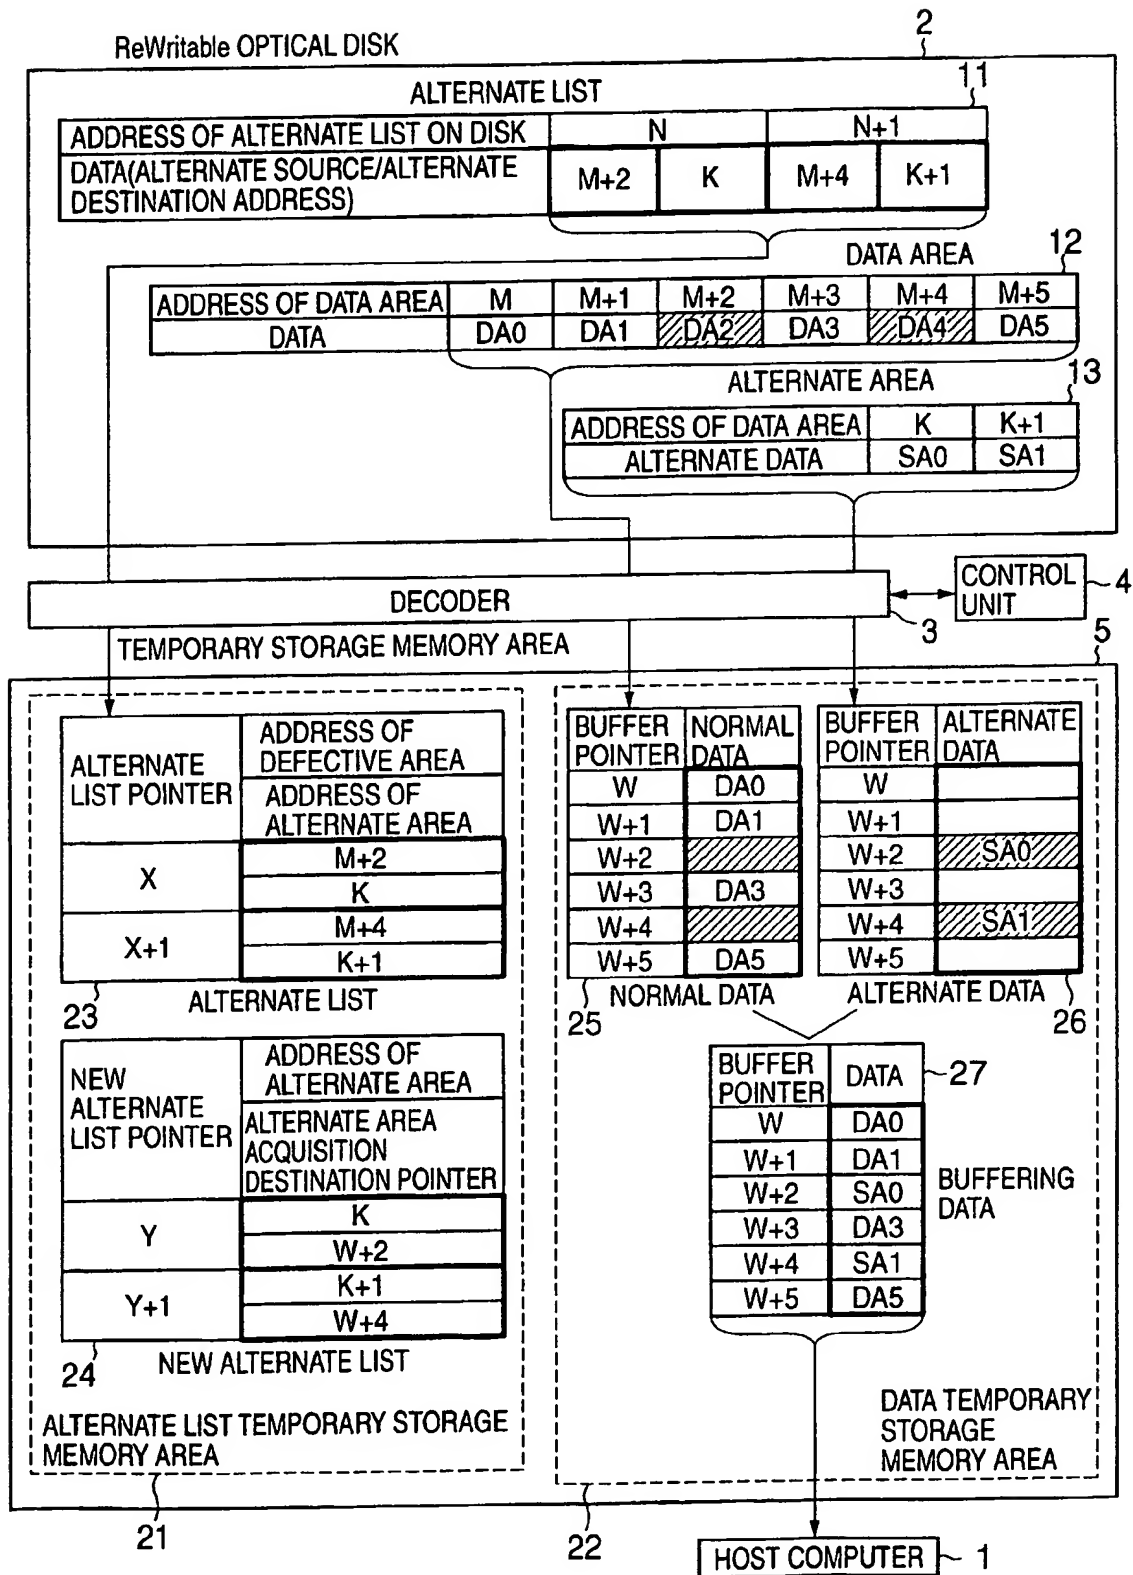 ReWritable OPTICAL DISK
2
ALTERNATE LIST
11
ADDRESS OF ALTERNATE LIST ON DISK N N+1
DATA(ALTERNATE SOURCE/ALTERNATE
DESTINATION ADDRESS)
M+2 K M+4 K+1
DATA AREA
12
ADDRESS OF DATA AREA M M+1 M+2 M+3 M+4 M+5
DATA DA0 DA1 DA2 DA3 DA4 DA5
ALTERNATE AREA
13
ADDRESS OF DATA AREA K K+1
ALTERNATE DATA SA0 SA1
DECODER
3
CONTROL
UNIT
4
TEMPORARY STORAGE MEMORY AREA
5
ALTERNATE
LIST POINTER
ADDRESS OF
DEFECTIVE AREA
ADDRESS OF
ALTERNATE AREA
X
M+2
K
X+1
M+4
K+1
23
ALTERNATE LIST
NEW
ALTERNATE
LIST POINTER
ADDRESS OF
ALTERNATE AREA
ALTERNATE AREA
ACQUISITION
DESTINATION POINTER
Y
K
W+2
Y+1
K+1
W+4
24
NEW ALTERNATE LIST
ALTERNATE LIST TEMPORARY STORAGE
MEMORY AREA
21
BUFFER
POINTER
NORMAL
DATA
W DA0
W+1 DA1
W+2
W+3 DA3
W+4
W+5 DA5
25
NORMAL DATA
BUFFER
POINTER
ALTERNATE
DATA
W
W+1
W+2 SA0
W+3
W+4 SA1
W+5
ALTERNATE DATA
26
BUFFER
POINTER
DATA
27
W DA0
W+1 DA1
W+2 SA0
W+3 DA3
W+4 SA1
W+5 DA5
BUFFERING
DATA
DATA TEMPORARY
STORAGE
MEMORY AREA
22
HOST COMPUTER
1